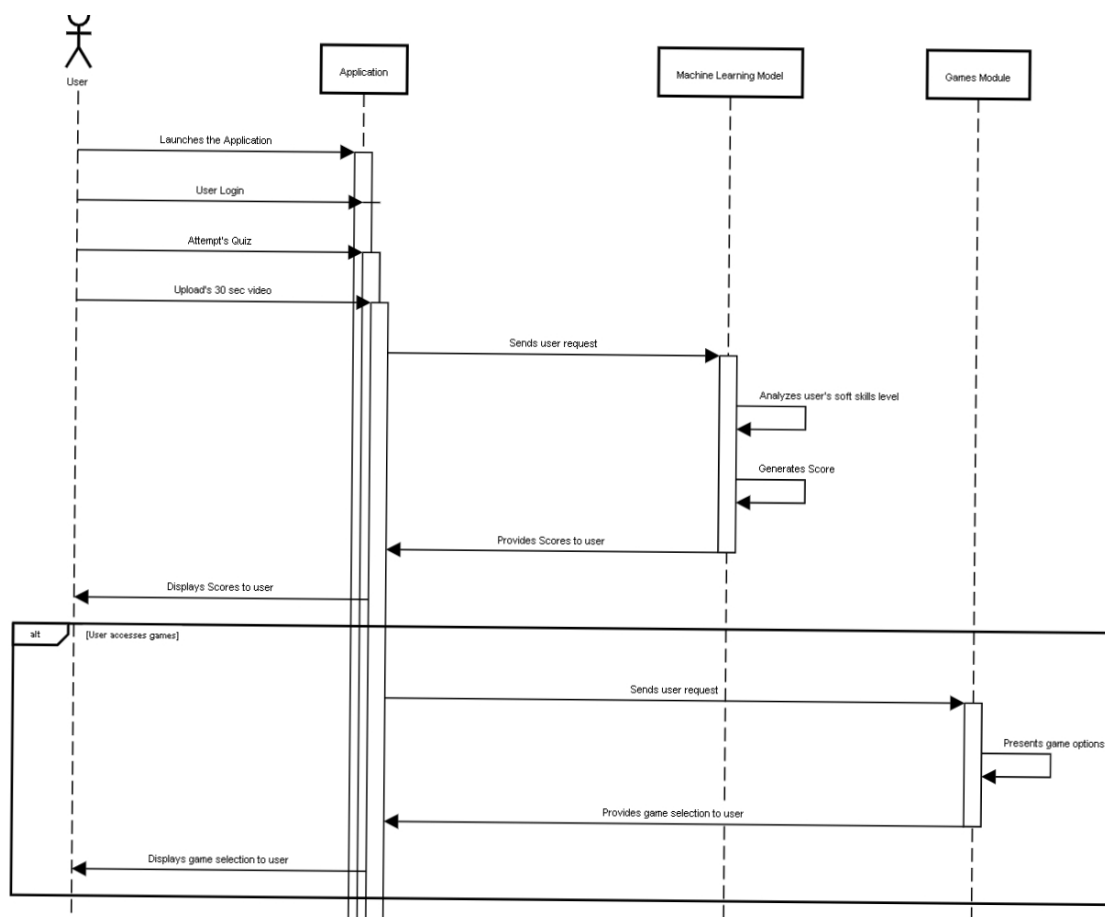 User
Application
Machine Learning Model
Games Module
Launches the Application
User Login
Attempt's Quiz
Upload's 30 sec video
Sends user request
Analyzes user's soft skills level
Generates Score
Provides Scores to user
Displays Scores to user
alt
[User accesses games]
Sends user request
Presents game options
Provides game selection to user
Displays game selection to user